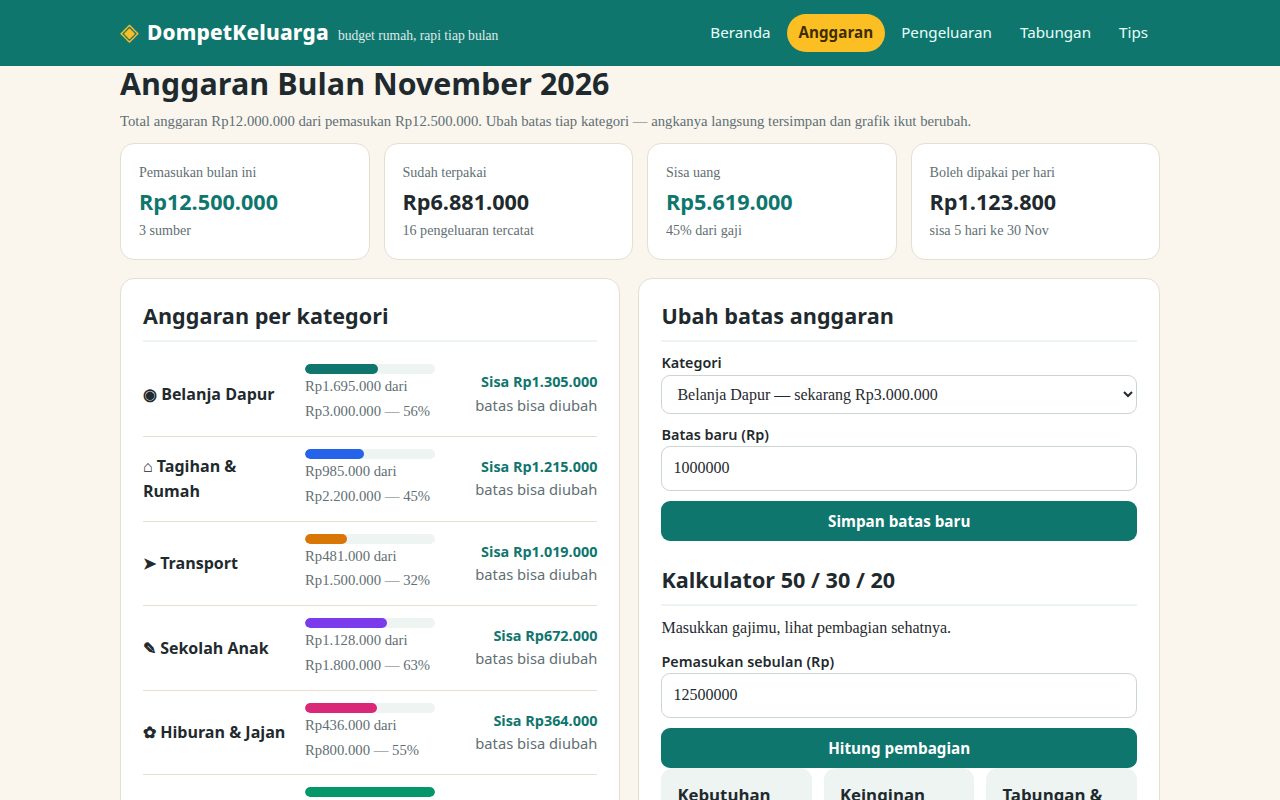 ◈ DompetKeluarga budget rumah, rapi tiap bulan
Beranda
Anggaran
Pengeluaran
Tabungan
Tips
Anggaran Bulan November 2026
Total anggaran Rp12.000.000 dari pemasukan Rp12.500.000. Ubah batas tiap kategori — angkanya langsung tersimpan dan grafik ikut berubah.
Pemasukan bulan ini
Rp12.500.000
3 sumber
Sudah terpakai
Rp6.881.000
16 pengeluaran tercatat
Sisa uang
Rp5.619.000
45% dari gaji
Boleh dipakai per hari
Rp1.123.800
sisa 5 hari ke 30 Nov
Anggaran per kategori
◉ Belanja Dapur
Rp1.695.000 dari
Rp3.000.000 — 56%
Sisa Rp1.305.000
batas bisa diubah
⌂ Tagihan &
Rumah
Rp985.000 dari
Rp2.200.000 — 45%
Sisa Rp1.215.000
batas bisa diubah
➤ Transport
Rp481.000 dari
Rp1.500.000 — 32%
Sisa Rp1.019.000
batas bisa diubah
✎ Sekolah Anak
Rp1.128.000 dari
Rp1.800.000 — 63%
Sisa Rp672.000
batas bisa diubah
✿ Hiburan & Jajan
Rp436.000 dari
Rp800.000 — 55%
Sisa Rp364.000
batas bisa diubah
Ubah batas anggaran
Kategori
Belanja Dapur — sekarang Rp3.000.000
Batas baru (Rp)
1000000
Simpan batas baru
Kalkulator 50 / 30 / 20
Masukkan gajimu, lihat pembagian sehatnya.
Pemasukan sebulan (Rp)
12500000
Hitung pembagian
Kebutuhan
Keinginan
Tabungan &